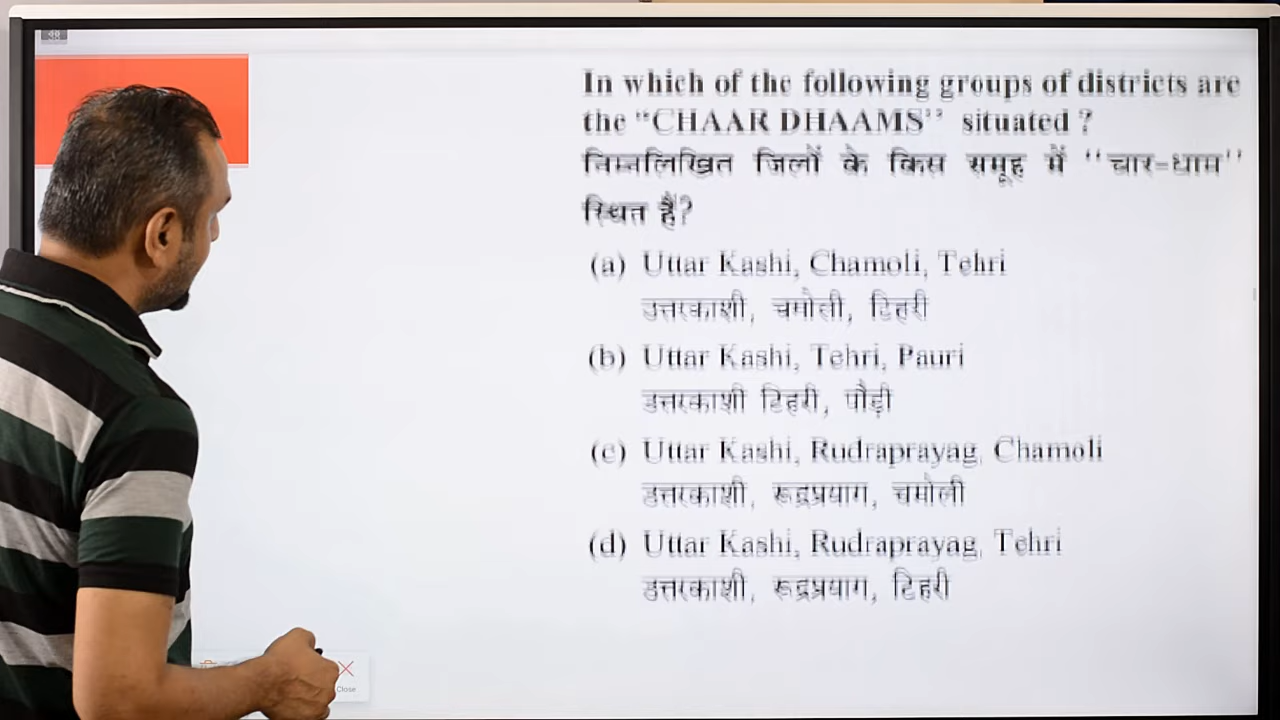 38
In which of the following groups of districts are
the “CHAAR DHAAMS” situated ?
निम्नलिखित जिलों के किस समूह में “चार-धाम”
स्थित हैं?
(a) Uttar Kashi, Chamoli, Tehri
उत्तरकाशी, चमोली, टिहरी
(b) Uttar Kashi, Tehri, Pauri
उत्तरकाशी टिहरी, पौड़ी
(c) Uttar Kashi, Rudraprayag, Chamoli
उत्तरकाशी, रूद्रप्रयाग, चमोली
(d) Uttar Kashi, Rudraprayag, Tehri
उत्तरकाशी, रूद्रप्रयाग, टिहरी
Close